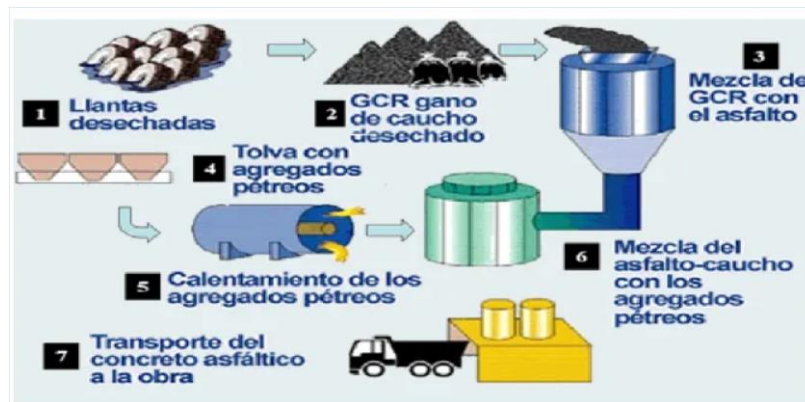 1 Llantas
desechadas
2 GCR gano
de caucho
desechado
3
Mezcla de
GCR con
el asfalto
4 Tolva con
agregados
pétreos
5 Calentamiento de los
agregados pétreos
6 Mezcla del
asfalto-caucho
con los
agregados
pétreos
7 Transporte del
concreto asfáltico
a la obra